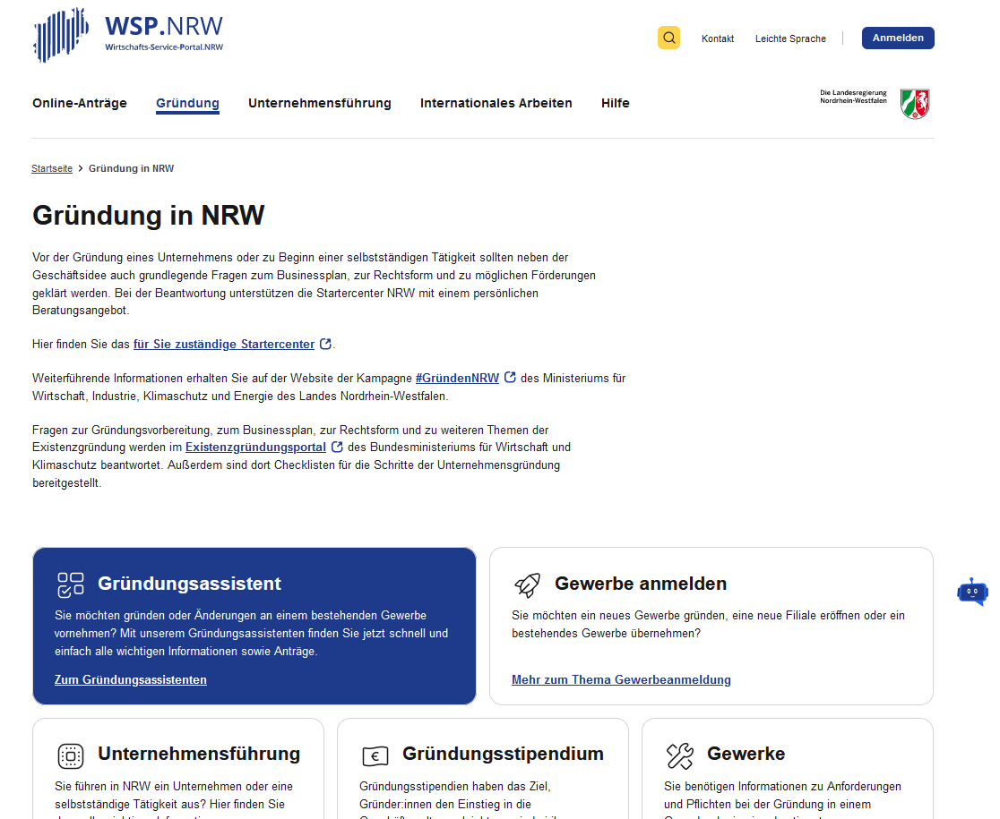 WSP.NRW
Wirtschafts-Service-Portal.NRW
Kontakt
Leichte Sprache
Anmelden
Online-Anträge
Gründung
Unternehmensführung
Internationales Arbeiten
Hilfe
Die Landesregierung
Nordrhein-Westfalen
Startseite > Gründung in NRW
Gründung in NRW
Vor der Gründung eines Unternehmens oder zu Beginn einer selbstständigen Tätigkeit sollten neben der
Geschäftsidee auch grundlegende Fragen zum Businessplan, zur Rechtsform und zu möglichen Förderungen
geklärt werden. Bei der Beantwortung unterstützen die Startercenter NRW mit einem persönlichen
Beratungsangebot.
Hier finden Sie das für Sie zuständige Startercenter.
Weiterführende Informationen erhalten Sie auf der Website der Kampagne #GründenNRW des Ministeriums für
Wirtschaft, Industrie, Klimaschutz und Energie des Landes Nordrhein-Westfalen.
Fragen zur Gründungsvorbereitung, zum Businessplan, zur Rechtsform und zu weiteren Themen der
Existenzgründung werden im Existenzgründungsportal des Bundesministeriums für Wirtschaft und
Klimaschutz beantwortet. Außerdem sind dort Checklisten für die Schritte der Unternehmensgründung
bereitgestellt.
Gründungsassistent
Sie möchten gründen oder Änderungen an einem bestehenden Gewerbe
vornehmen? Mit unserem Gründungsassistenten finden Sie jetzt schnell und
einfach alle wichtigen Informationen sowie Anträge.
Zum Gründungsassistenten
Gewerbe anmelden
Sie möchten ein neues Gewerbe gründen, eine neue Filiale eröffnen oder ein
bestehendes Gewerbe übernehmen?
Mehr zum Thema Gewerbeanmeldung
Unternehmensführung
Sie führen in NRW ein Unternehmen oder eine
selbstständige Tätigkeit aus? Hier finden Sie
Gründungsstipendium
Gründungsstipendien haben das Ziel,
Gründer:innen den Einstieg in die
Gewerke
Sie benötigen Informationen zu Anforderungen
und Pflichten bei der Gründung in einem